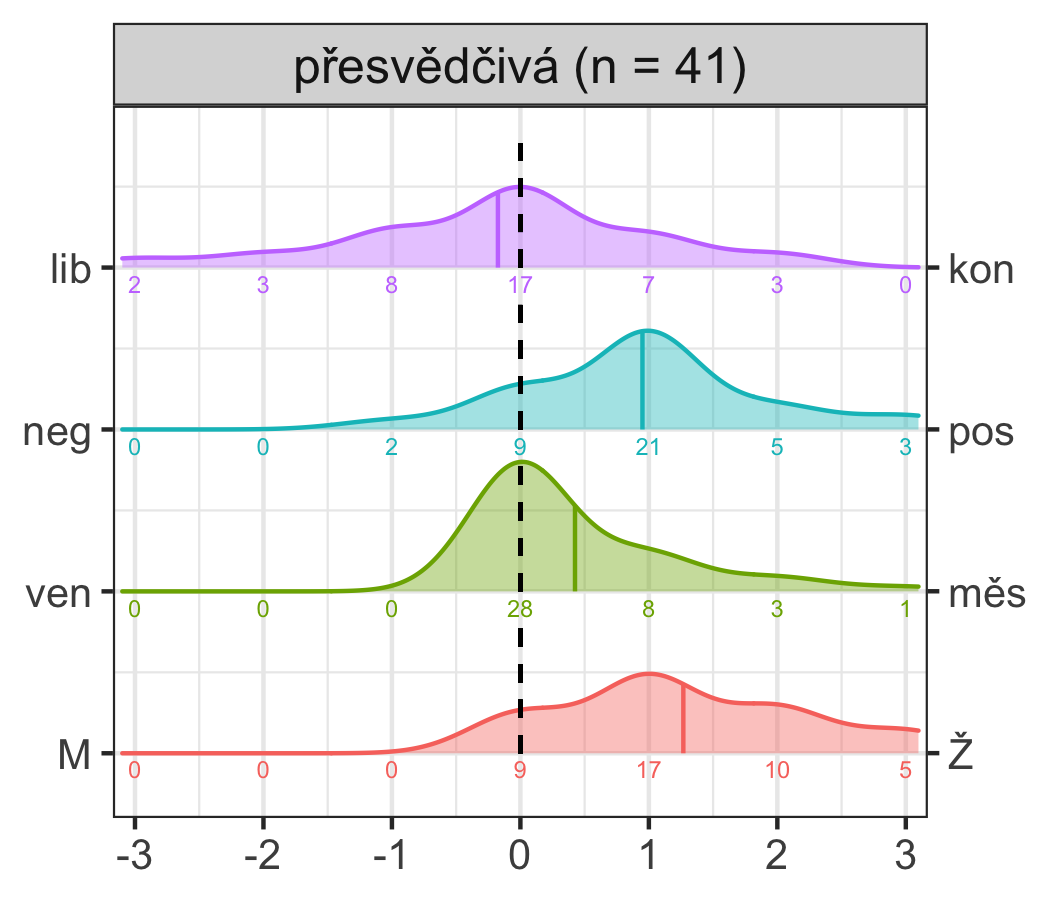 přesvědčivá (n = 41)
lib kon
2 3 8 17 7 3 0
neg pos
0 0 2 9 21 5 3
ven měs
0 0 0 28 8 3 1
M Ž
0 0 0 9 17 10 5
-3 -2 -1 0 1 2 3